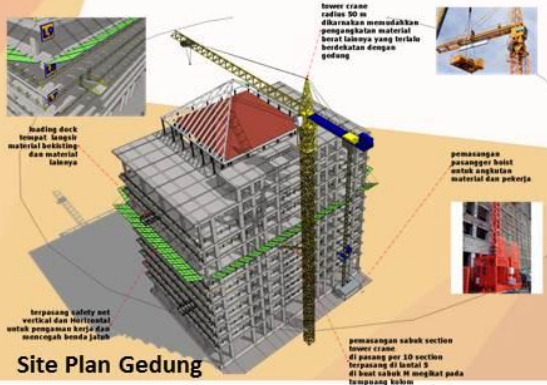 tower crane
radius 50 m
dikarnakan memudahkan
pengangkatan material
berat lainnya yang terlalu
berdekatan dengan
gedung
loading dock
tempat langsir
material bekisting
dan material
lainnya
pemasangan
pasangger hoist
untuk angkutan
material dan pekerja
terpasang safety net
vertical dan Horizontal
untuk pengaman kerja dan
mencegah benda jatuh
pemasangan sabuk section
tower crane
di pasang per 10 section
terpasang di lantai 5
di buat sabuk M megikat pada
tumpuang kolom
Site Plan Gedung